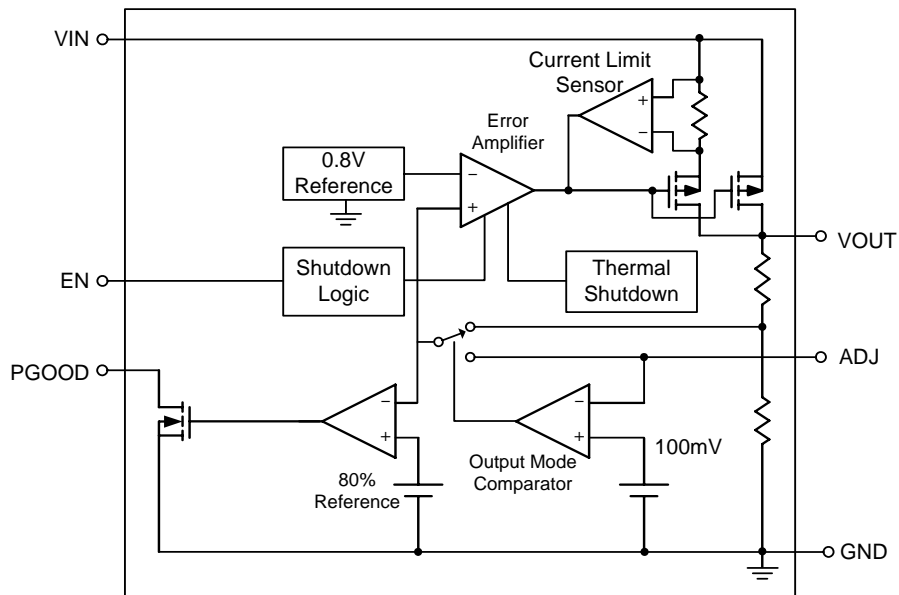 VIN
Current Limit
Sensor
+
−
Error
Amplifier
0.8V
Reference
−
+
VOUT
EN
Shutdown
Logic
Thermal
Shutdown
ADJ
PGOOD
−
+
−
+
100mV
80%
Reference
Output Mode
Comparator
GND